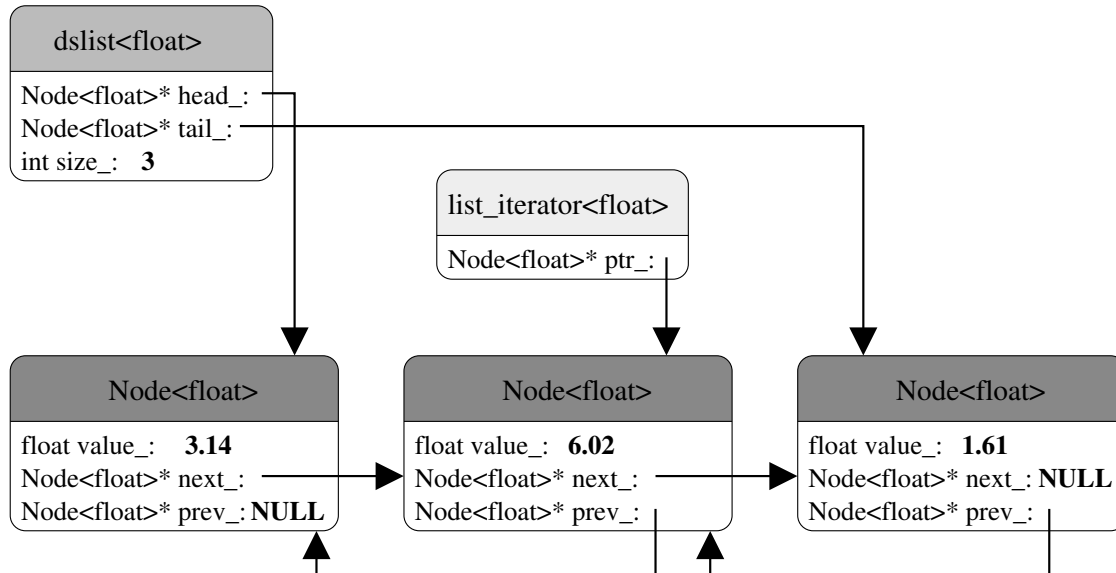 dslist<float>
Node<float>* head_:
Node<float>* tail_:
int size_: 3
list_iterator<float>
Node<float>* ptr_:
Node<float>
float value_: 3.14
Node<float>* next_:
Node<float>* prev_: NULL
Node<float>
float value_: 6.02
Node<float>* next_:
Node<float>* prev_:
Node<float>
float value_: 1.61
Node<float>* next_: NULL
Node<float>* prev_: